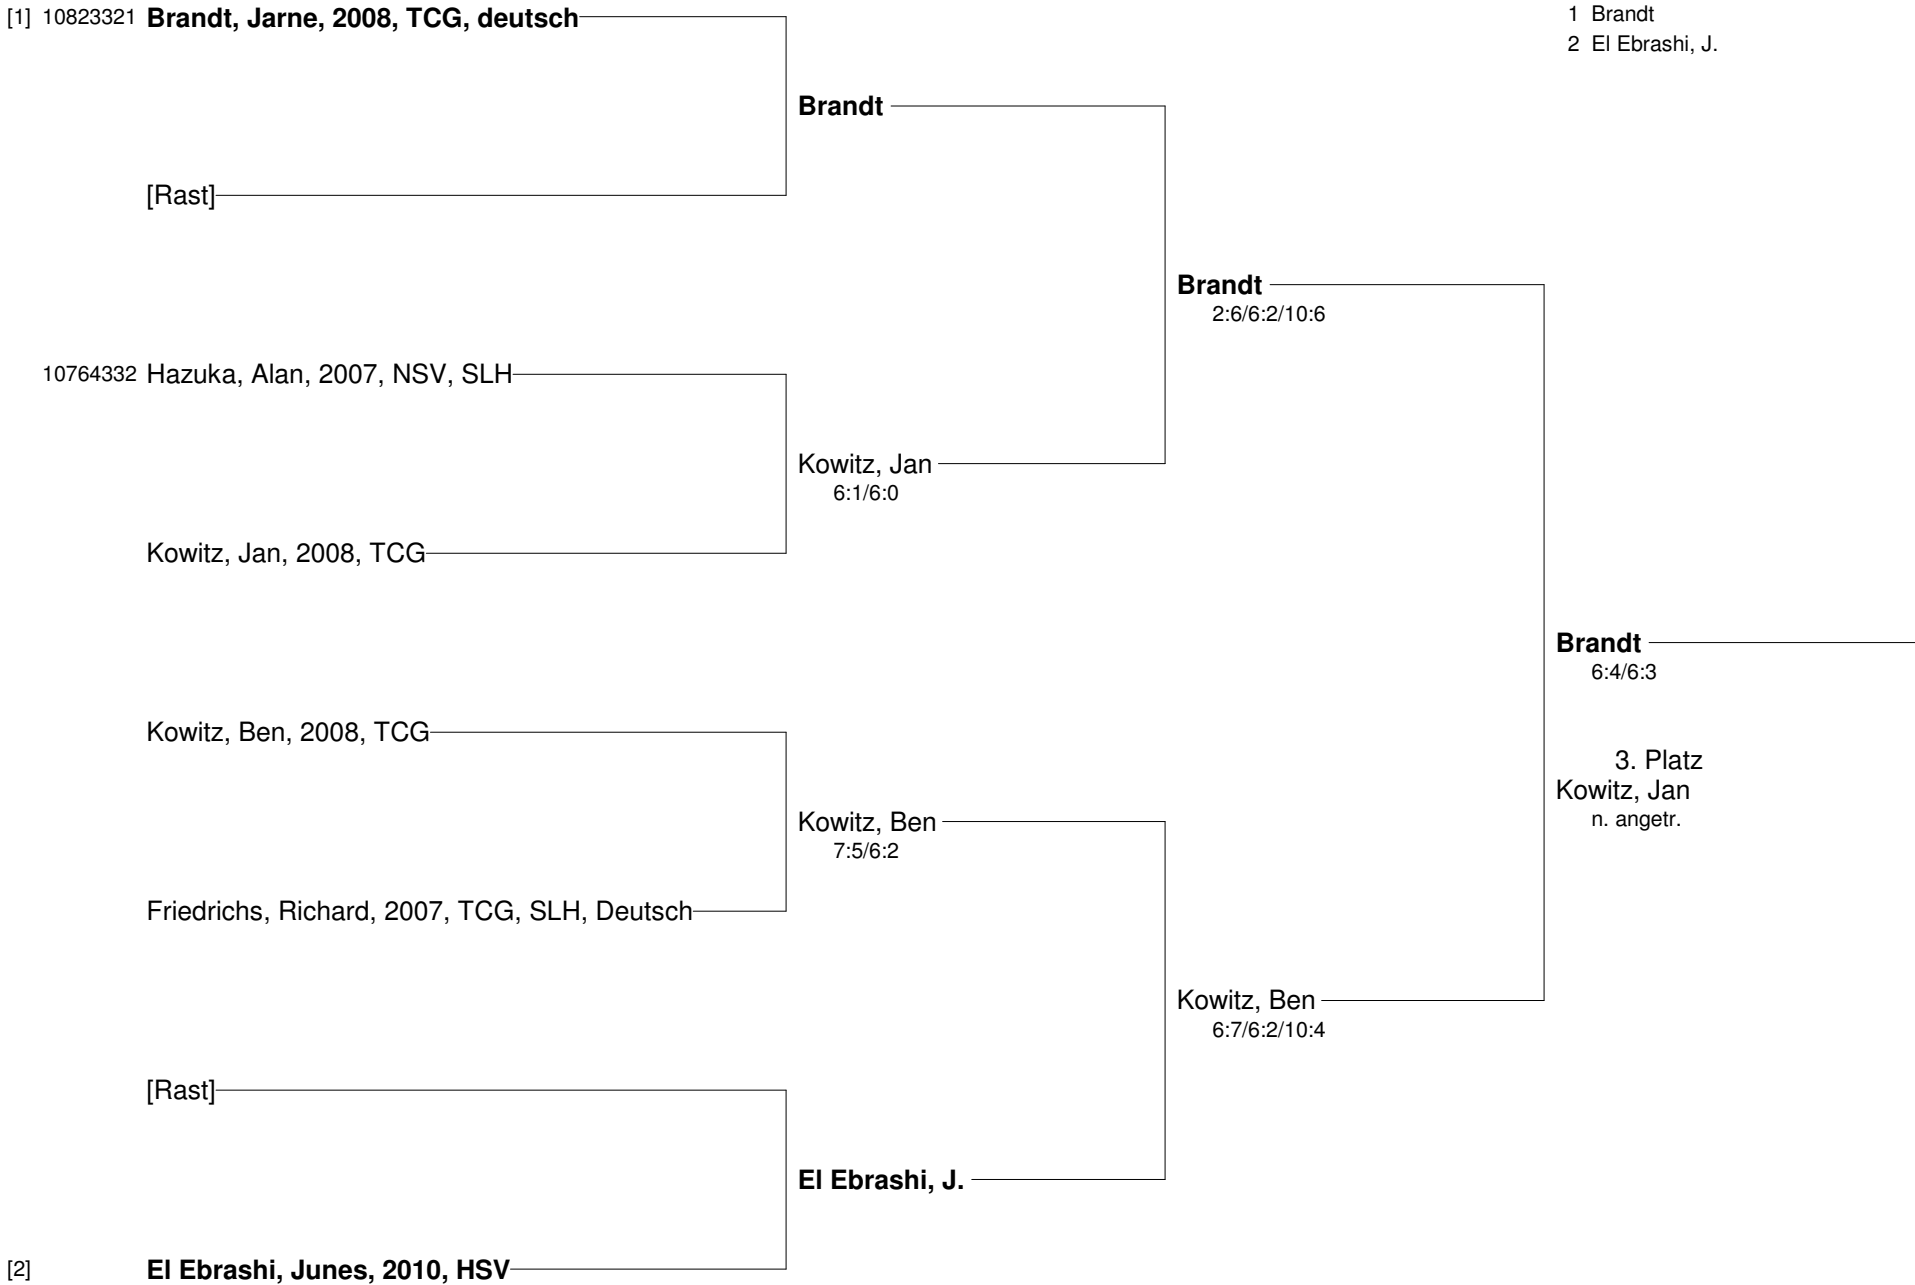 [1] 10823321 Brandt, Jarne, 2008, TCG, deutsch
1 Brandt
2 El Ebrashi, J.
Brandt
[Rast]
Brandt
2:6/6:2/10:6
10764332 Hazuka, Alan, 2007, NSV, SLH
Kowitz, Jan
6:1/6:0
Kowitz, Jan, 2008, TCG
Brandt
6:4/6:3
Kowitz, Ben, 2008, TCG
3. Platz
Kowitz, Jan
n. angetr.
Kowitz, Ben
7:5/6:2
Friedrichs, Richard, 2007, TCG, SLH, Deutsch
Kowitz, Ben
6:7/6:2/10:4
[Rast]
El Ebrashi, J.
[2] El Ebrashi, Junes, 2010, HSV